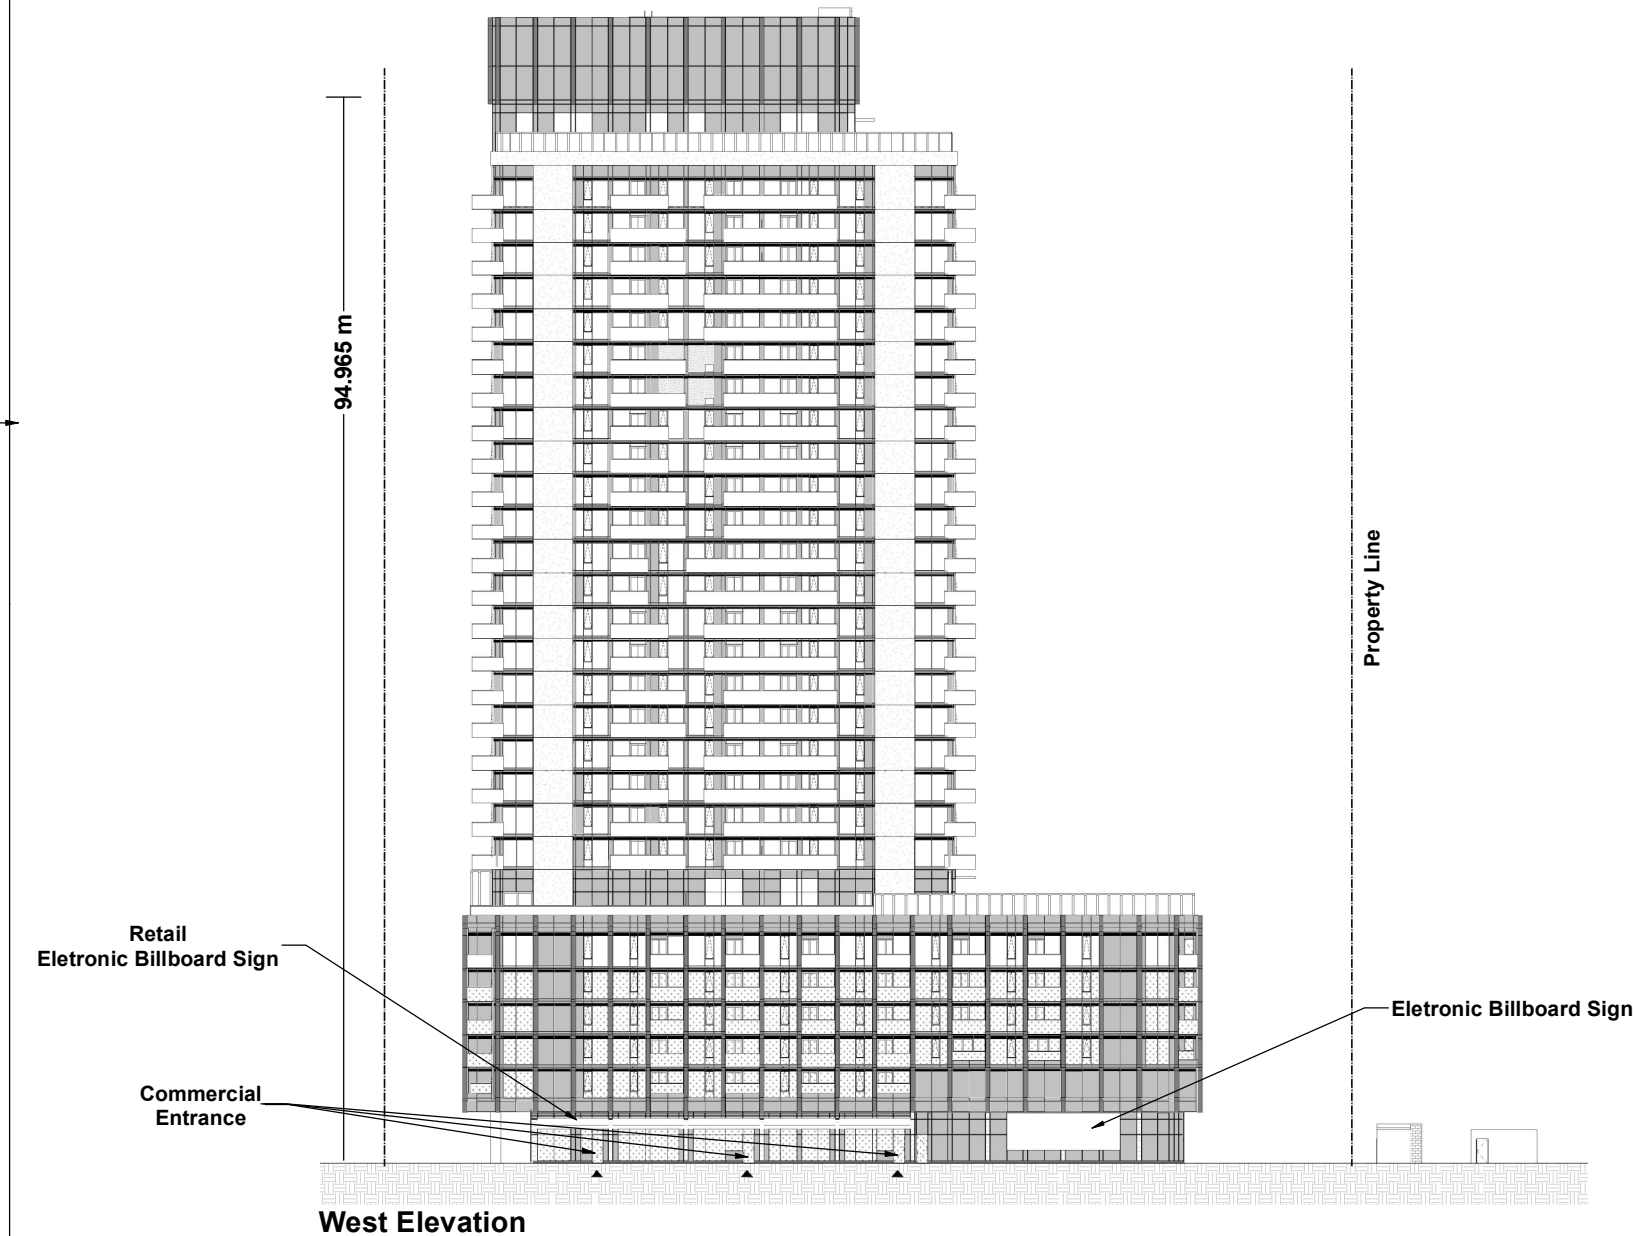 94.965 m
Property Line
Retail
Eletronic Billboard Sign
Eletronic Billboard Sign
Commercial
Entrance
West Elevation